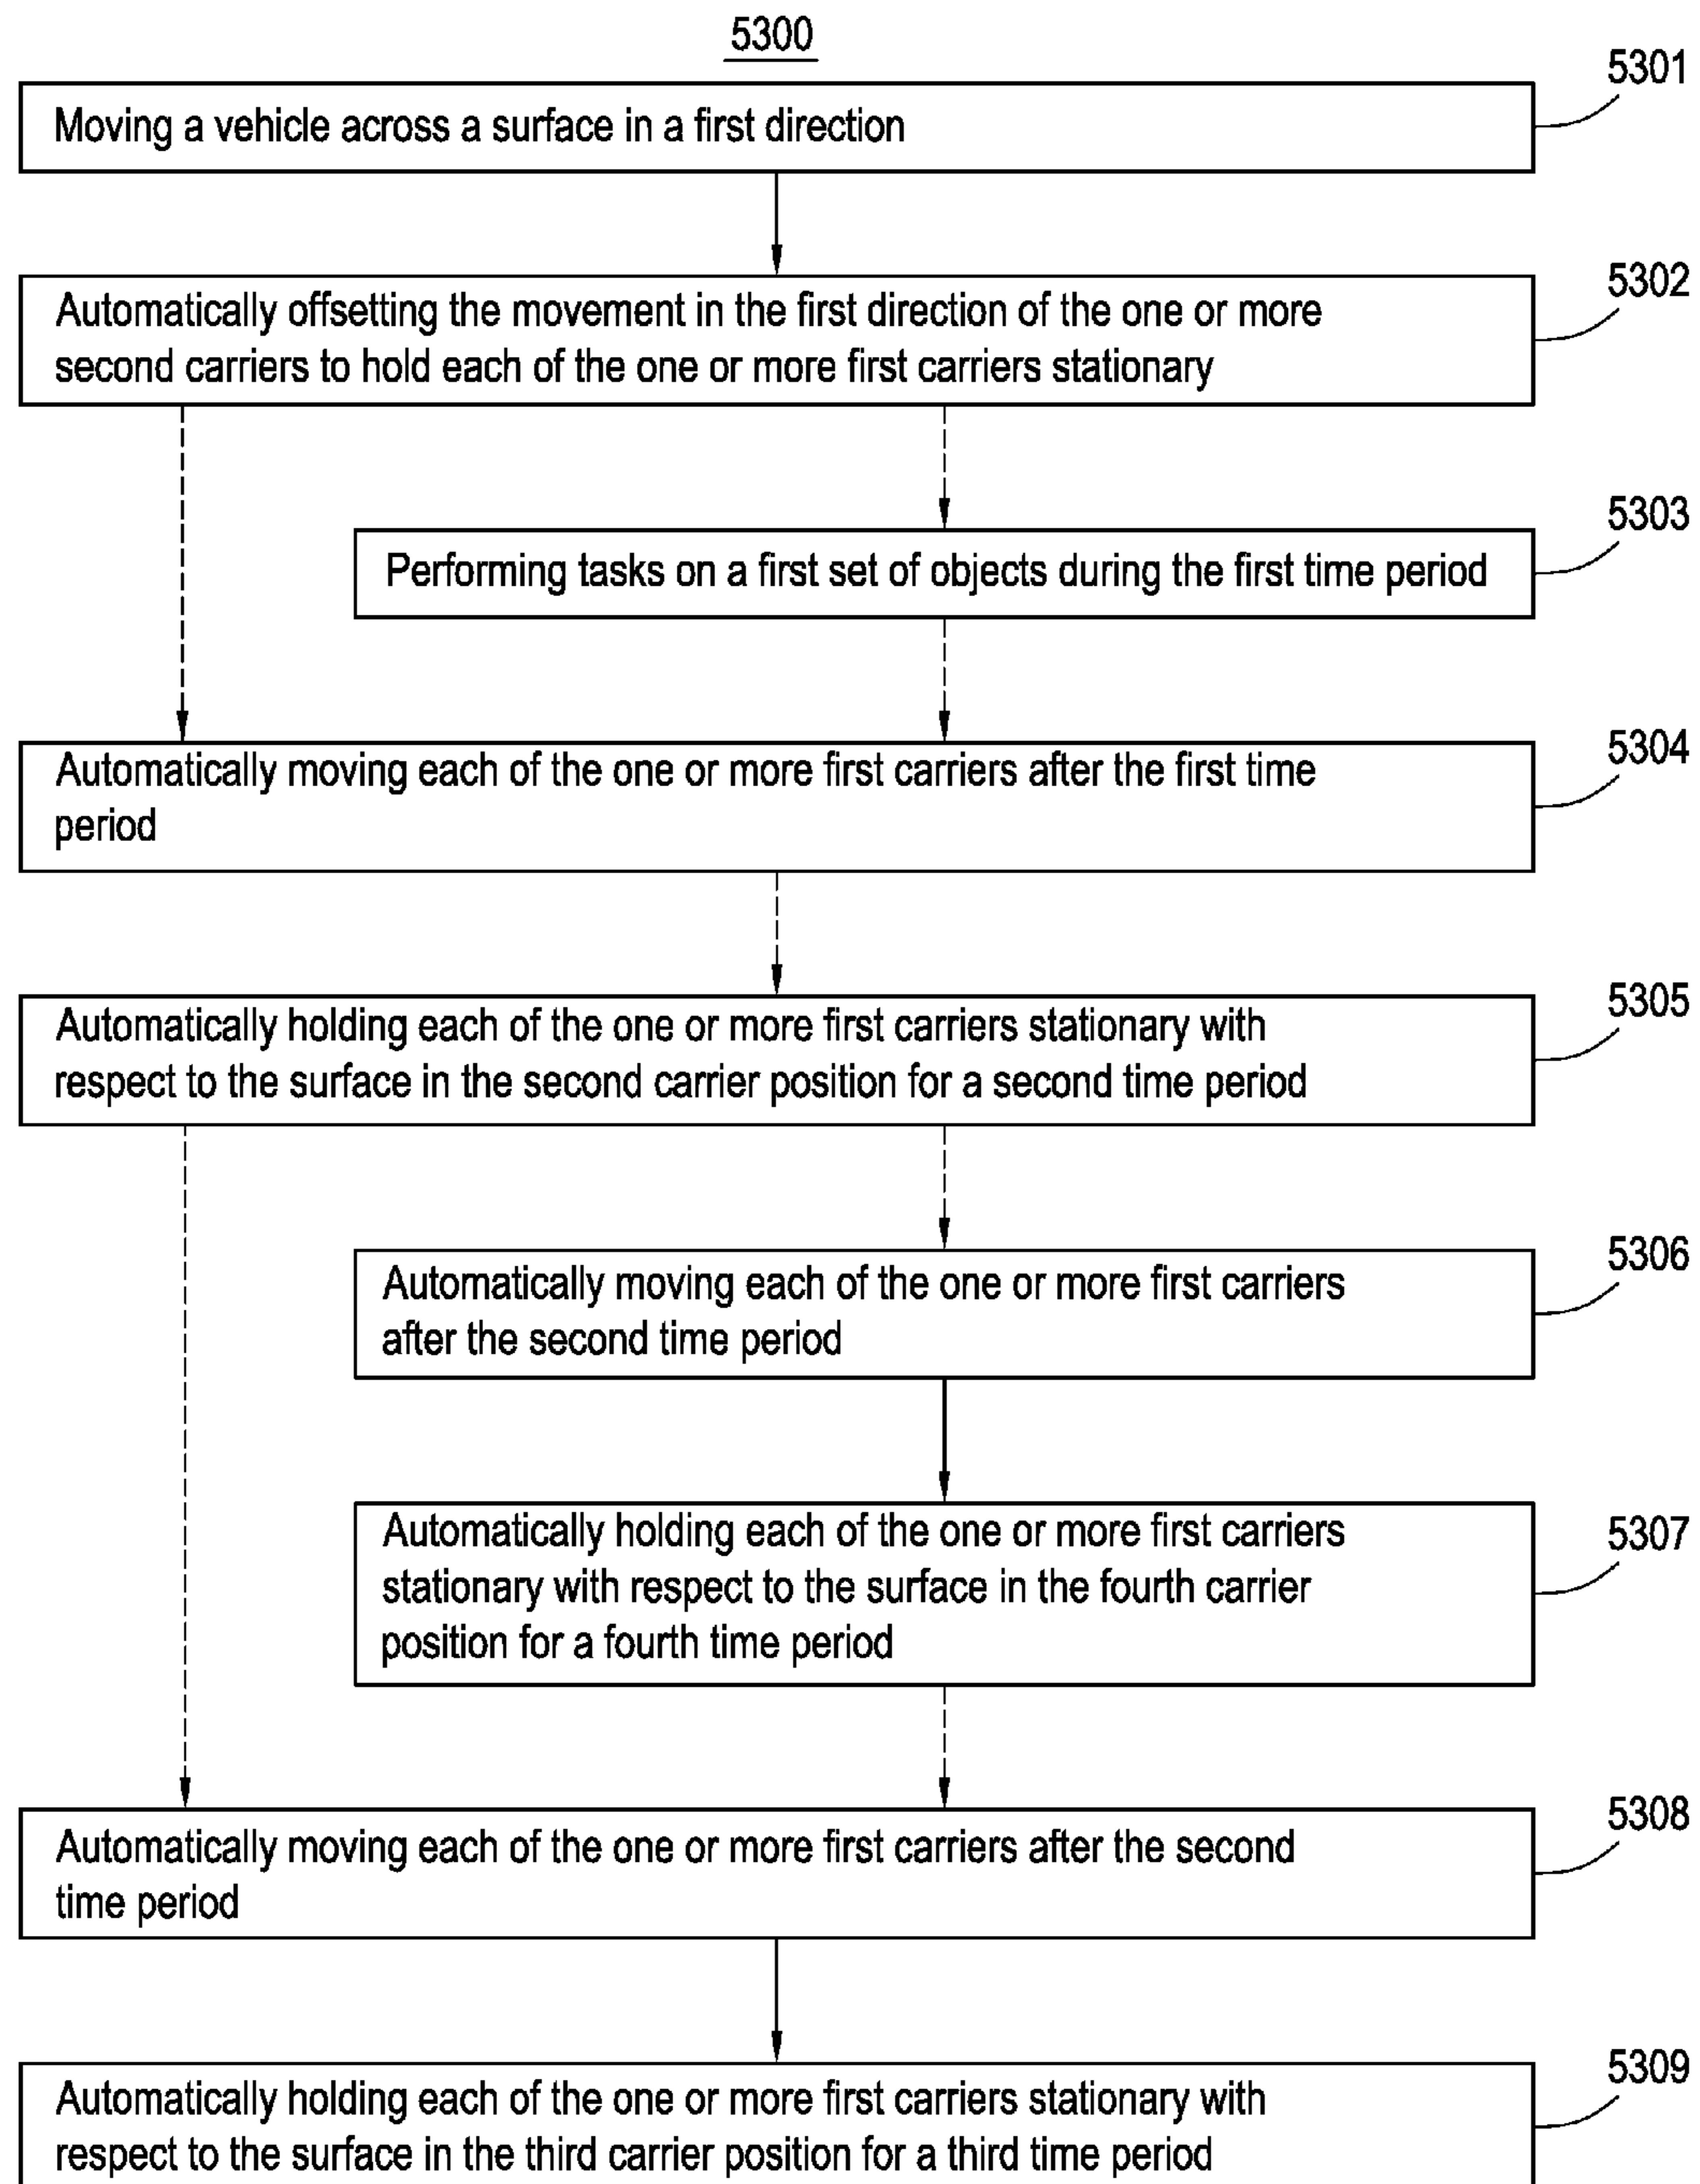 5300
5301
Moving a vehicle across a surface in a first direction
5302
Automatically offsetting the movement in the first direction of the one or more
second carriers to hold each of the one or more first carriers stationary
5303
Performing tasks on a first set of objects during the first time period
5304
Automatically moving each of the one or more first carriers after the first time
period
5305
Automatically holding each of the one or more first carriers stationary with
respect to the surface in the second carrier position for a second time period
5306
Automatically moving each of the one or more first carriers
after the second time period
5307
Automatically holding each of the one or more first carriers
stationary with respect to the surface in the fourth carrier
position for a fourth time period
5308
Automatically moving each of the one or more first carriers after the second
time period
5309
Automatically holding each of the one or more first carriers stationary with
respect to the surface in the third carrier position for a third time period